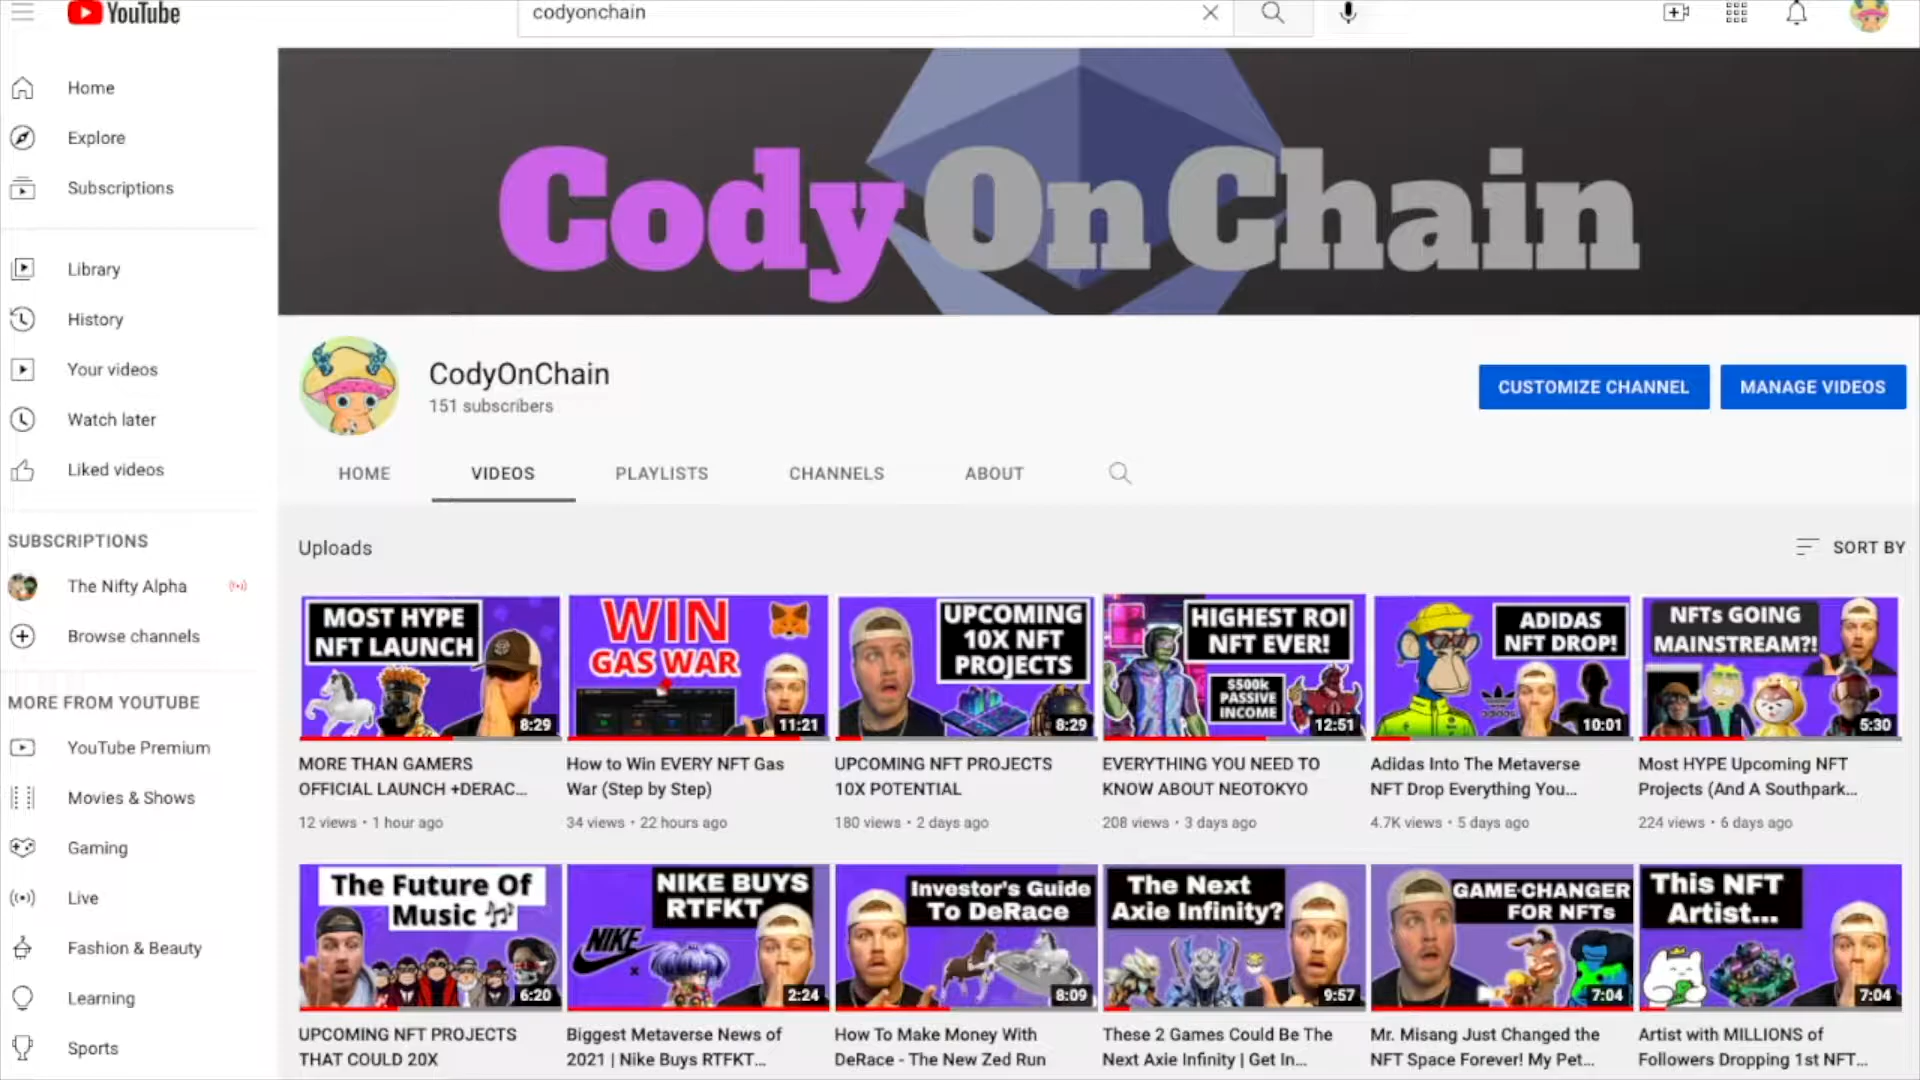 YouTube
codyonchain
Home
Explore
Subscriptions
Library
History
Your videos
Watch later
Liked videos
SUBSCRIPTIONS
The Nifty Alpha
Browse channels
MORE FROM YOUTUBE
YouTube Premium
Movies & Shows
Gaming
Live
Fashion & Beauty
Learning
Sports
Cody On Chain
CodyOnChain
151 subscribers
CUSTOMIZE CHANNEL
MANAGE VIDEOS
HOME
VIDEOS
PLAYLISTS
CHANNELS
ABOUT
Uploads
SORT BY
MOST HYPE
NFT LAUNCH
8:29
MORE THAN GAMERS
OFFICIAL LAUNCH +DERAC...
12 views • 1 hour ago
WIN
GAS WAR
11:21
How to Win EVERY NFT Gas
War (Step by Step)
34 views • 22 hours ago
UPCOMING
10X NFT
PROJECTS
8:29
UPCOMING NFT PROJECTS
10X POTENTIAL
180 views • 2 days ago
HIGHEST ROI
NFT EVER!
$500k
PASSIVE
INCOME
12:51
EVERYTHING YOU NEED TO
KNOW ABOUT NEOTOKYO
208 views • 3 days ago
ADIDAS
NFT DROP!
adidas
10:01
Adidas Into The Metaverse
NFT Drop Everything You...
4.7K views • 5 days ago
NFTs GOING
MAINSTREAM?!
5:30
Most HYPE Upcoming NFT
Projects (And A Southpark...
224 views • 6 days ago
The Future Of
Music
6:20
UPCOMING NFT PROJECTS
THAT COULD 20X
NIKE BUYS
RTFKT
NIKE
x
2:24
Biggest Metaverse News of
2021 | Nike Buys RTFKT...
Investor's Guide
To DeRace
8:09
How To Make Money With
DeRace - The New Zed Run
The Next
Axie Infinity?
9:57
These 2 Games Could Be The
Next Axie Infinity | Get In...
GAME-CHANGER
FOR NFTs
7:04
Mr. Misang Just Changed the
NFT Space Forever! My Pet...
This NFT
Artist...
7:04
Artist with MILLIONS of
Followers Dropping 1st NFT...